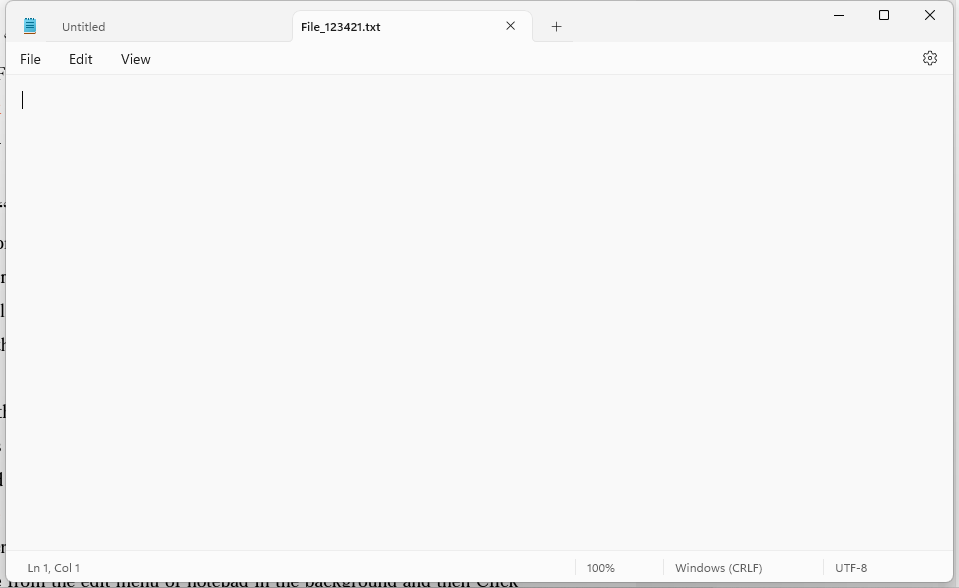 Untitled
File_123421.txt
File Edit View
Ln 1, Col 1
100%
Windows (CRLF)
UTF-8
from the edit menu of notepad in the background and then Click